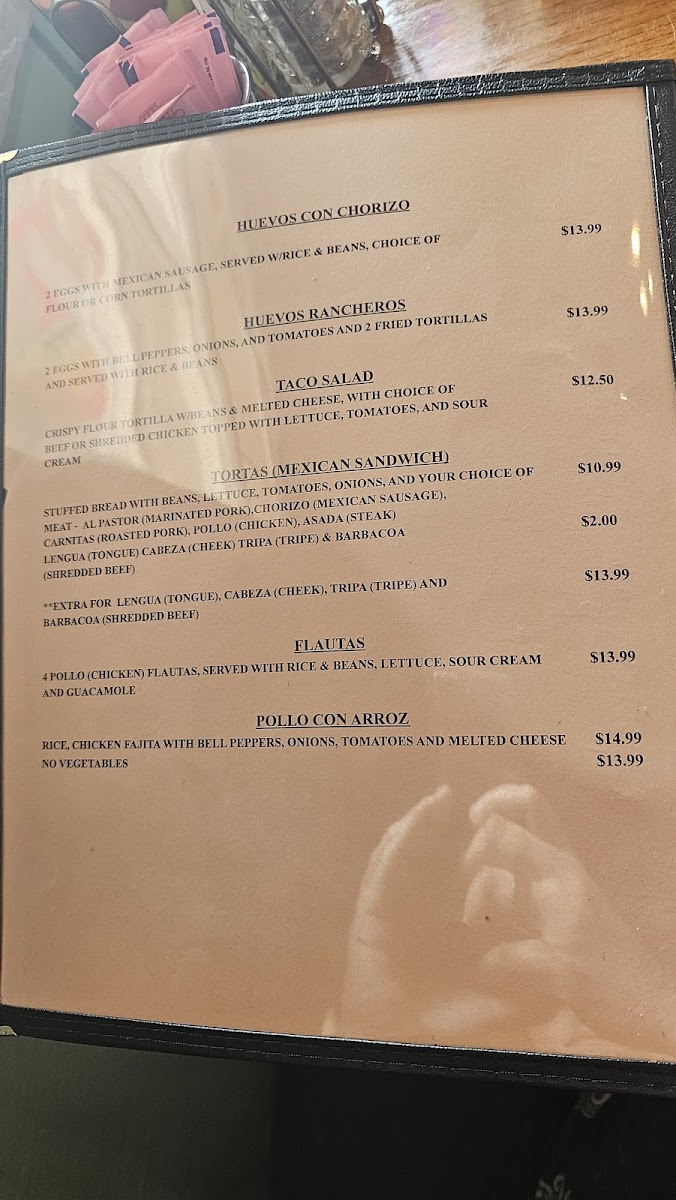 HUEVOS CON CHORIZO
2 EGGS WITH MEXICAN SAUSAGE, SERVED W/RICE & BEANS, CHOICE OF $13.99
FLOUR OR CORN TORTILLAS
HUEVOS RANCHEROS
2 EGGS WITH BELL PEPPERS, ONIONS, AND TOMATOES AND 2 FRIED TORTILLAS $13.99
AND SERVED WITH RICE & BEANS
TACO SALAD
CRISPY FLOUR TORTILLA W/BEANS & MELTED CHEESE, WITH CHOICE OF $12.50
BEEF OR SHREDDED CHICKEN TOPPED WITH LETTUCE, TOMATOES, AND SOUR
CREAM
TORTAS (MEXICAN SANDWICH)
STUFFED BREAD WITH BEANS, LETTUCE, TOMATOES, ONIONS, AND YOUR CHOICE OF $10.99
MEAT - AL PASTOR (MARINATED PORK),CHORIZO (MEXICAN SAUSAGE),
CARNITAS (ROASTED PORK), POLLO (CHICKEN), ASADA (STEAK)
LENGUA (TONGUE) CABEZA (CHEEK) TRIPA (TRIPE) & BARBACOA $2.00
(SHREDDED BEEF)
**EXTRA FOR LENGUA (TONGUE), CABEZA (CHEEK), TRIPA (TRIPE) AND $13.99
BARBACOA (SHREDDED BEEF)
FLAUTAS
4 POLLO (CHICKEN) FLAUTAS, SERVED WITH RICE & BEANS, LETTUCE, SOUR CREAM $13.99
AND GUACAMOLE
POLLO CON ARROZ
RICE, CHICKEN FAJITA WITH BELL PEPPERS, ONIONS, TOMATOES AND MELTED CHEESE $14.99
NO VEGETABLES $13.99